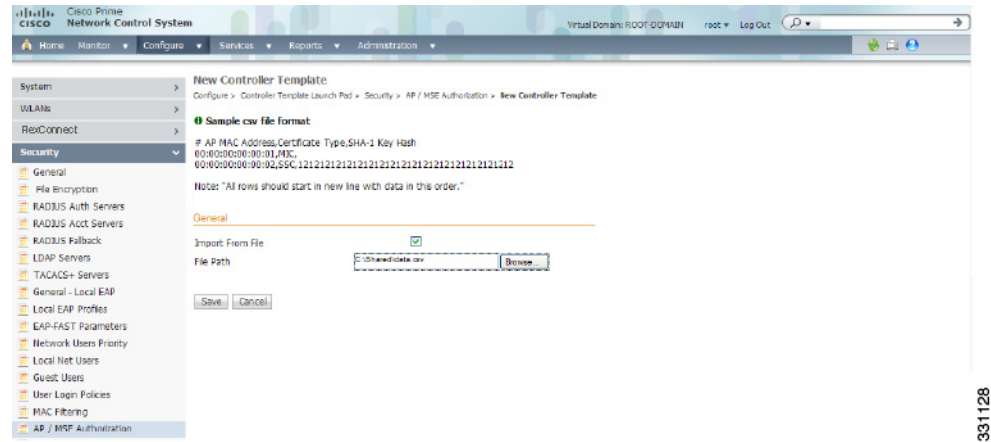 Cisco Prime
CISCO Network Control System
Virtual Domain: ROOT-DOMAIN root ▾ Log Out
Home Monitor ▾ Configure ▾ Services ▾ Reports ▾ Administration ▾
System
WLANs
RexConnect
Security
General
File Encryption
RADIUS Auth Servers
RADIUS Acct Servers
RADIUS Fallback
LDAP Servers
TACACS+ Servers
General - Local EAP
Local EAP Profiles
EAP-FAST Parameters
Network Users Priority
Local Net Users
Guest Users
User Login Policies
MAC Filtering
AP / MSE Authorization
New Controller Template
Configure > Controller Template Launch Pad > Security > AP / MSE Authorization > New Controller Template
Sample csv file format
# AP MAC Address,Certificate Type,SHA-1 Key Hash
00:00:00:00:00:01,MIC,
00:00:00:00:00:02,SSC,1212121212121212121212121212121212121212
Note: "All rows should start in new line with data in this order."
General
Import From File
File Path C:\Shared\data.csv Browse...
Save Cancel
331128